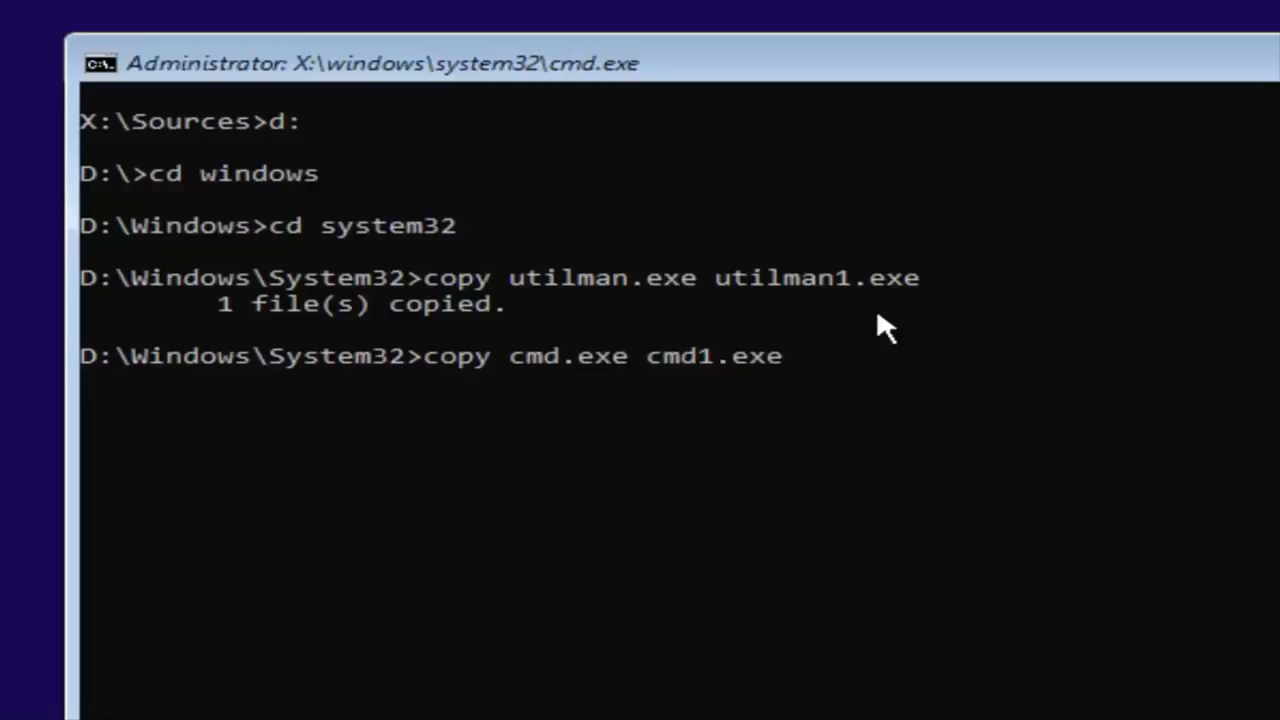 Administrator: X:\windows\system32\cmd.exe
X:\Sources>d:
D:\>cd windows
D:\Windows>cd system32
D:\Windows\System32>copy utilman.exe utilman1.exe
1 file(s) copied.
D:\Windows\System32>copy cmd.exe cmd1.exe